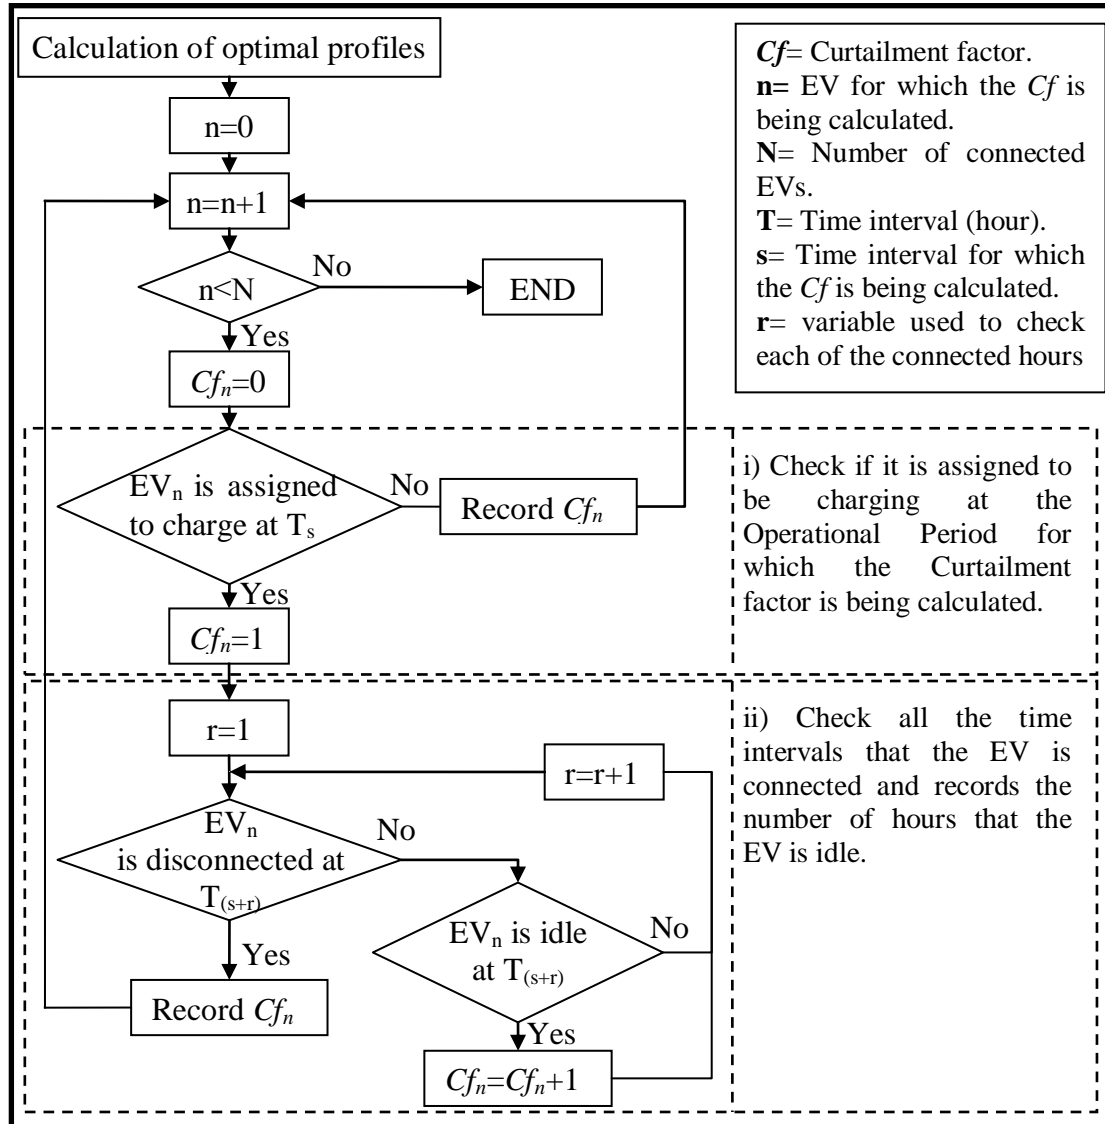 Calculation of optimal profiles
n=0
n=n+1
n<N
No
END
Yes
Cfn=0
EVn is assigned
to charge at Ts
No
Record Cfn
Yes
Cfn=1
r=1
r=r+1
EVn
is disconnected at
T(s+r)
No
Yes
Record Cfn
EVn is idle
at T(s+r)
No
Yes
Cfn=Cfn+1
Cf= Curtailment factor.
n= EV for which the Cf is
being calculated.
N= Number of connected
EVs.
T= Time interval (hour).
s= Time interval for which
the Cf is being calculated.
r= variable used to check
each of the connected hours
i) Check if it is assigned to
be charging at the
Operational Period for
which the Curtailment
factor is being calculated.
ii) Check all the time
intervals that the EV is
connected and records the
number of hours that the
EV is idle.